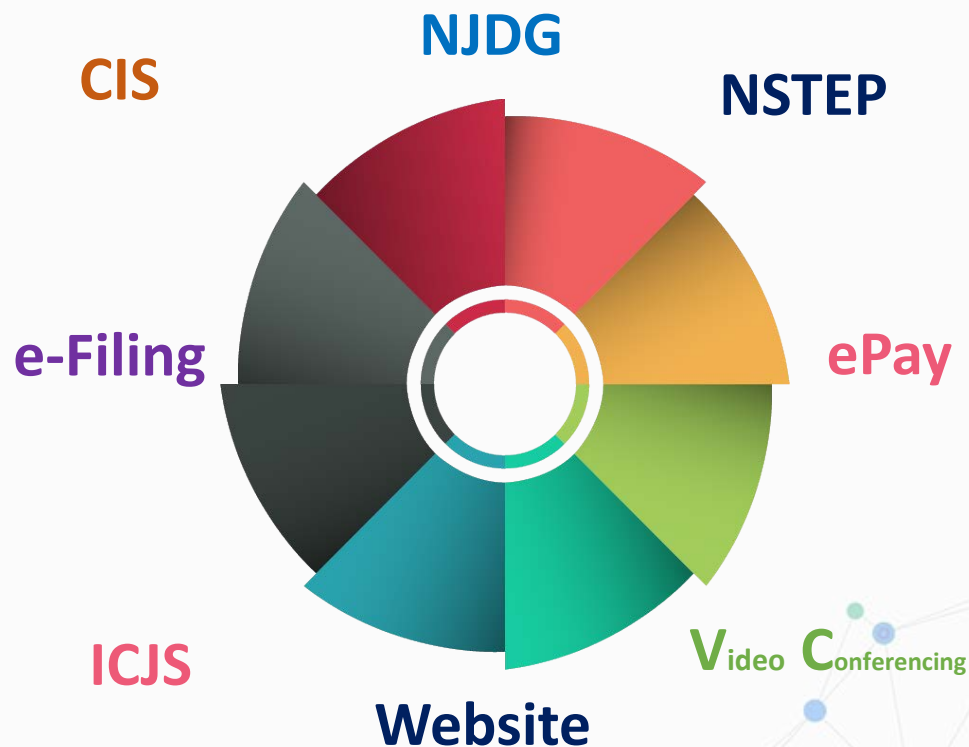 NJDG
CIS
NSTEP
e-Filing
ePay
Video Conferencing
ICJS
Website